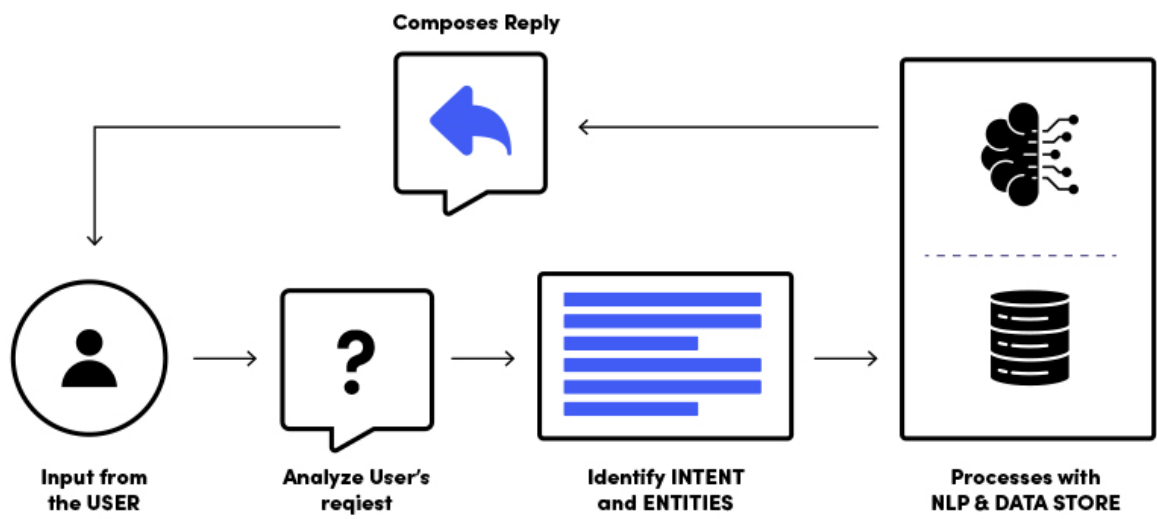 Composes Reply
Input from
the USER
Analyze User's
reqiest
Identify INTENT
and ENTITIES
Processes with
NLP & DATA STORE